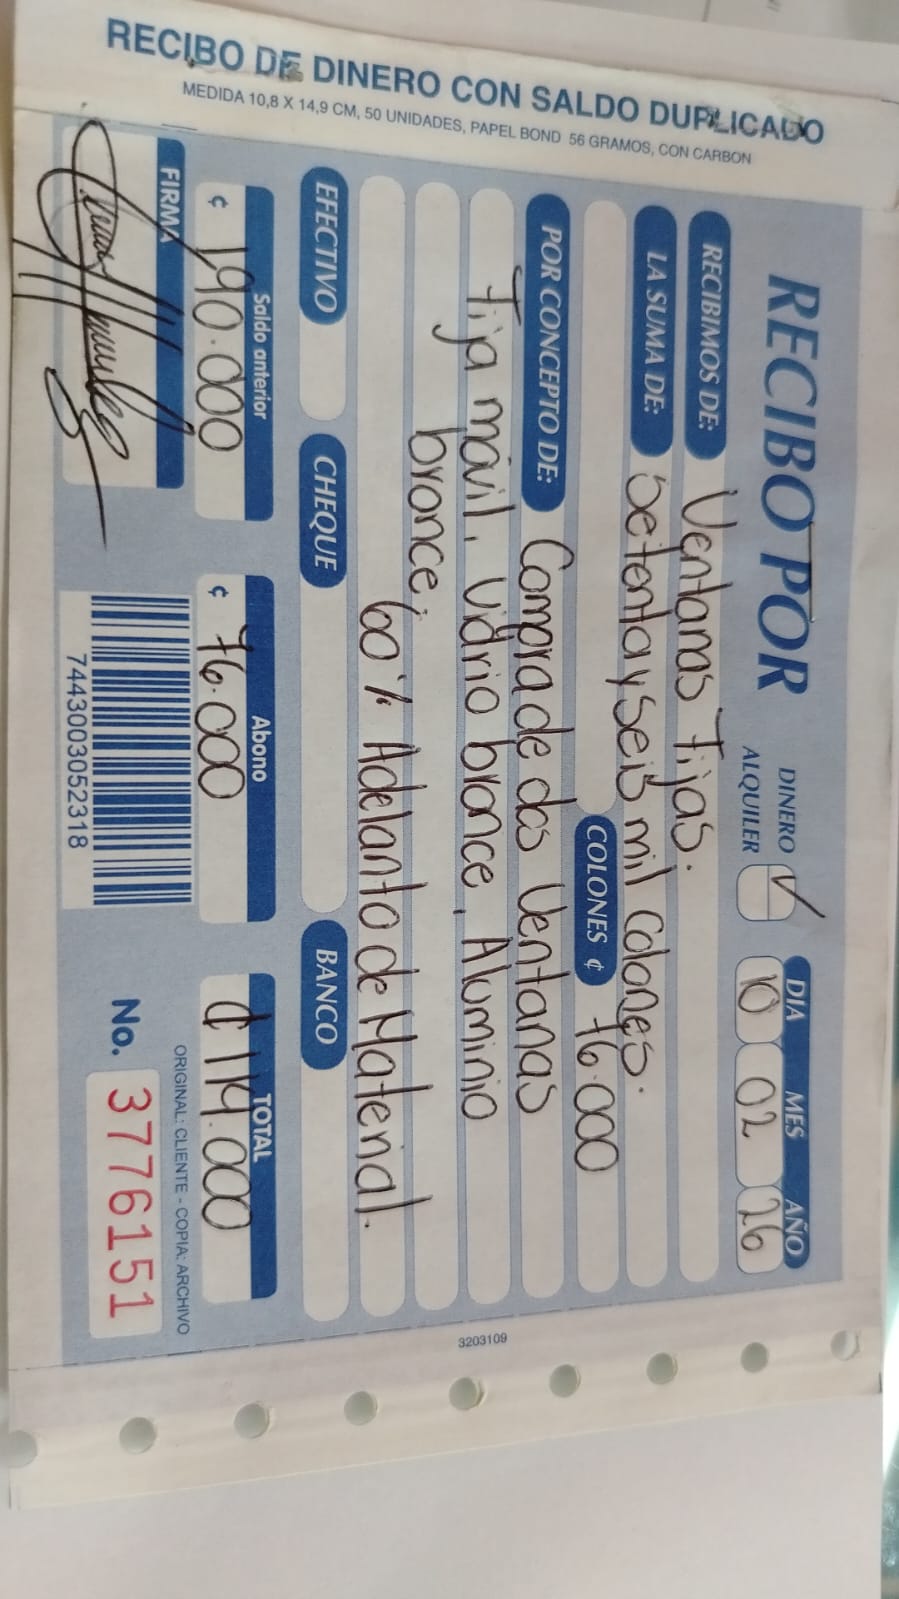 RECIBO DE DINERO CON SALDO DUPLICADO
MEDIDA 10,8 X 14,9 CM, 50 UNIDADES, PAPEL BOND 56 GRAMOS, CON CARBON
RECIBO POR
DINERO ✓
ALQUILER
DIA MES AÑO
10 02 26
RECIBIMOS DE: Ventanas Fijas.
LA SUMA DE: Setenta y seis mil colones.
COLONES ¢ 76.000
POR CONCEPTO DE: Compra de dos Ventanas
Fija móvil, vidrio bronce, Aluminio
bronce;
60% Adelanto de Material.
EFECTIVO CHEQUE BANCO
Saldo anterior Abono TOTAL
¢ 190.000 ¢ 76.000 ¢ 114.000
FIRMA
7443003052318
ORIGINAL: CLIENTE - COPIA: ARCHIVO
No. 3776151
3203109